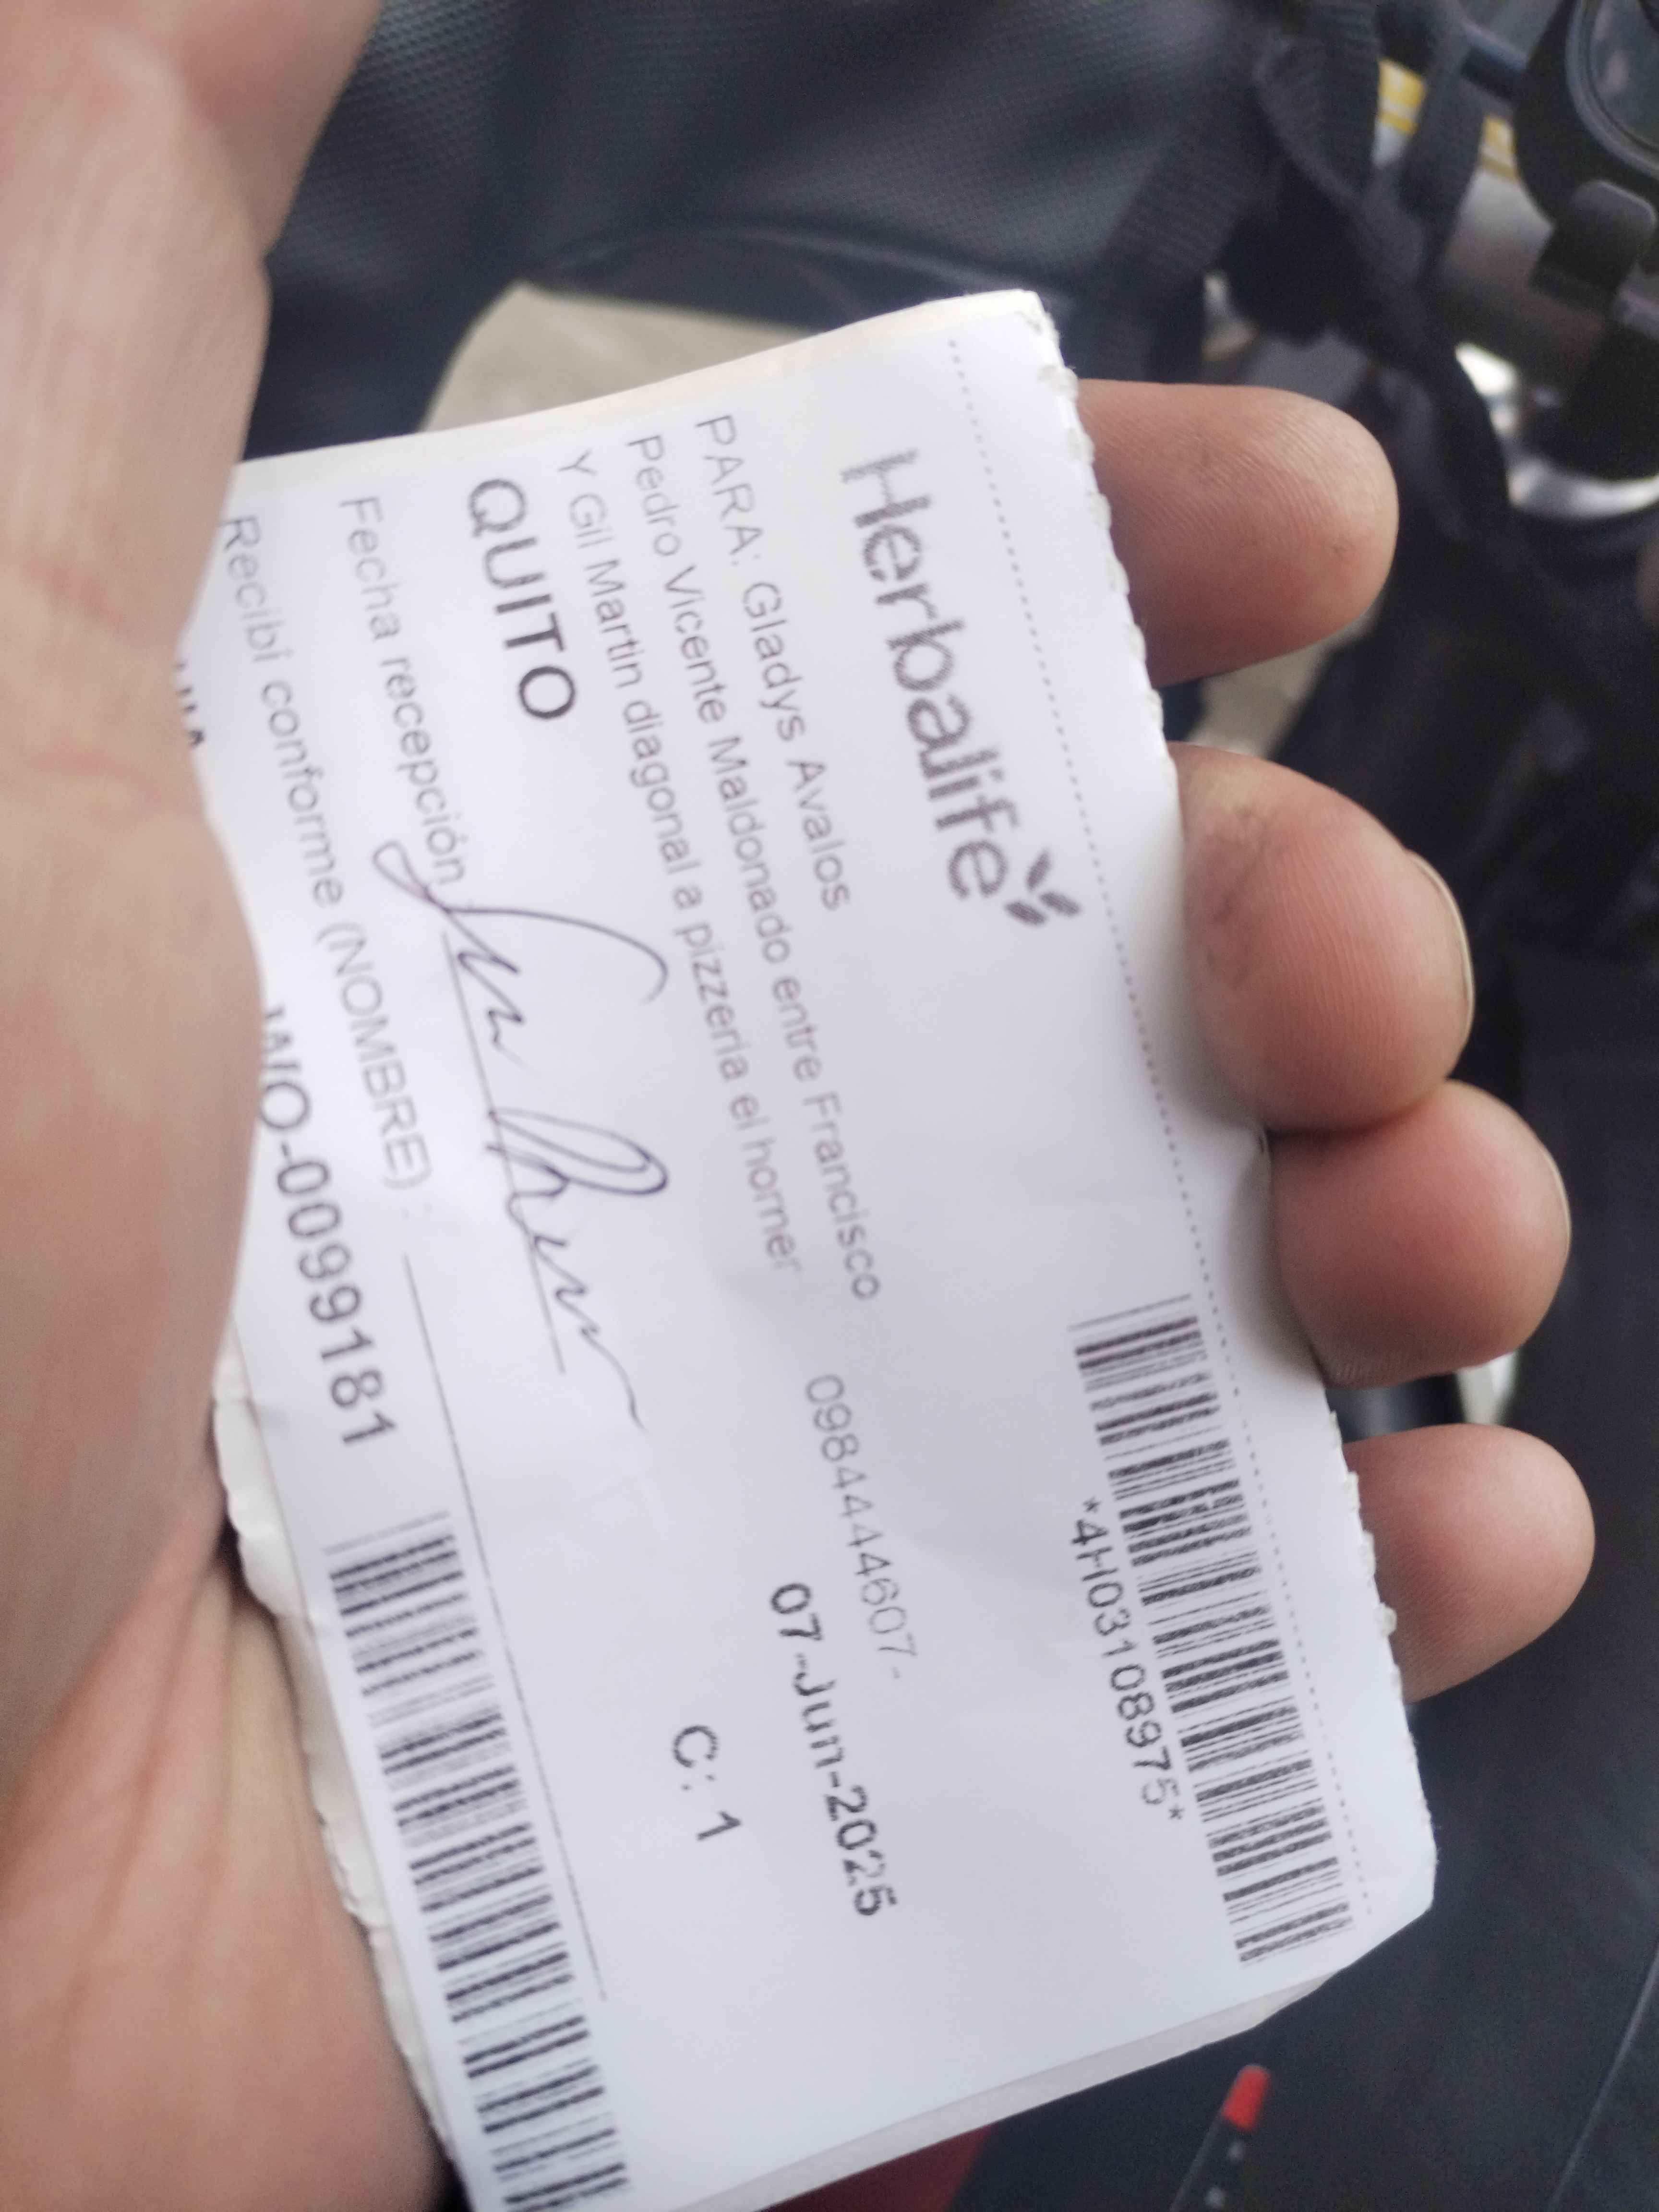 Herbalife
*4H03108975*
PARA: Gladys Avalos
Pedro Vicente Maldonado entre Francisco
Y Gil Martin diagonal a pizzeria el horner
0984444607-
07-Jun-2025
QUITO
C: 1
Fecha recepción
Recibí conforme (NOMBRE) :
WO-0099181